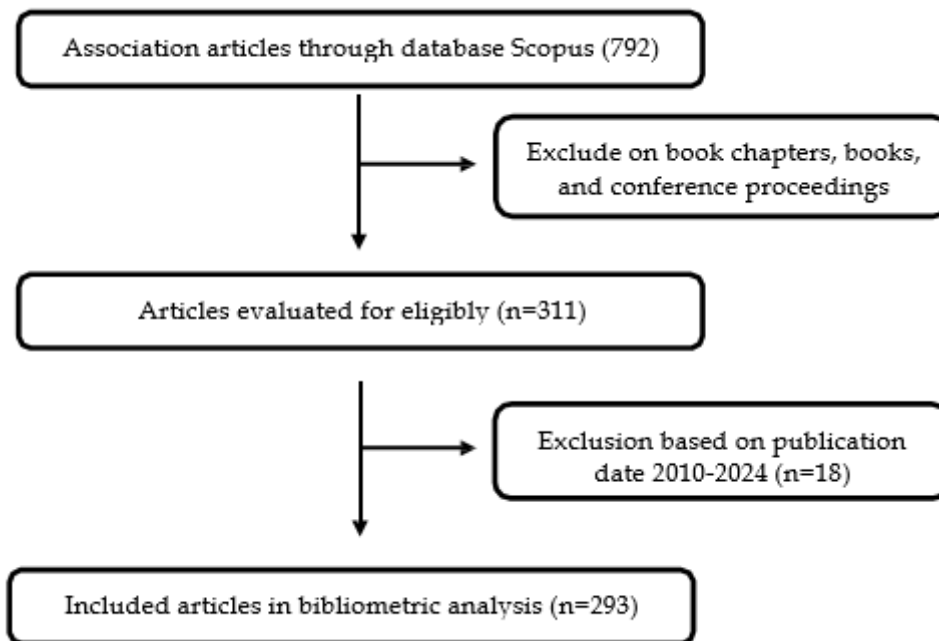 Association articles through database Scopus (792)
Exclude on book chapters, books,
and conference proceedings
Articles evaluated for eligibly (n=311)
Exclusion based on publication
date 2010-2024 (n=18)
Included articles in bibliometric analysis (n=293)